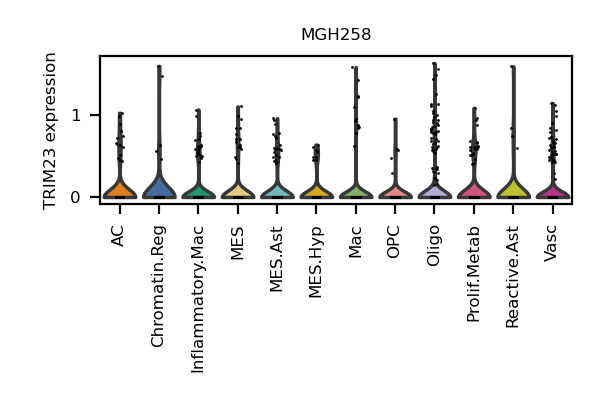 MGH258
TRIM23 expression
1
0
AC
Chromatin.Reg
Inflammatory.Mac
MES
MES.Ast
MES.Hyp
Mac
OPC
Oligo
Prolif.Metab
Reactive.Ast
Vasc